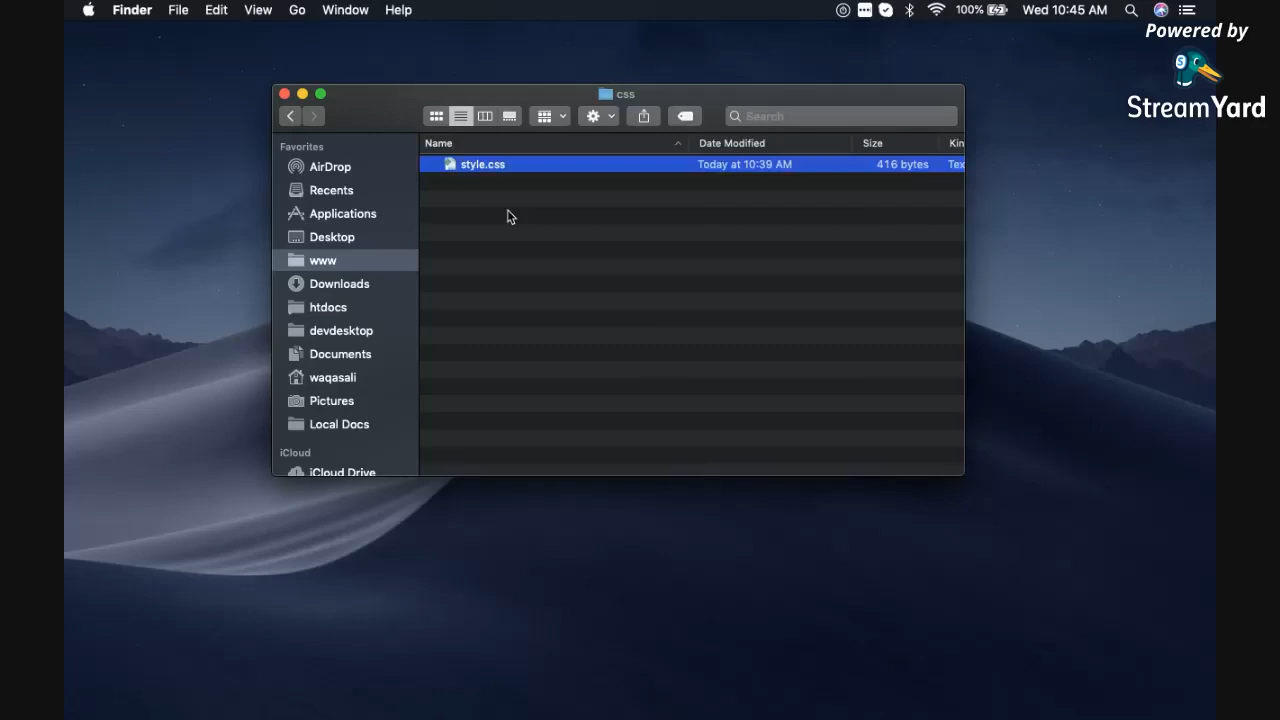 Finder File Edit View Go Window Help 100% Wed 10:45 AM
Powered by
StreamYard
css
Search
Favorites
AirDrop
Recents
Applications
Desktop
www
Downloads
htdocs
devdesktop
Documents
waqasali
Pictures
Local Docs
iCloud
iCloud Drive
Name Date Modified Size Kin
style.css Today at 10:39 AM 416 bytes Tex